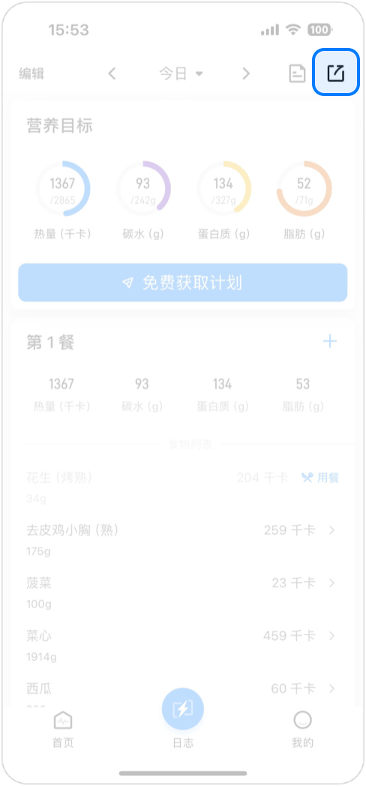 15:53
100
编辑
今日
营养目标
1367 93 134 52
/2865 /242g /327g /71g
热量 (千卡) 碳水 (g) 蛋白质 (g) 脂肪 (g)
免费获取计划
第 1 餐
1367 93 134 53
热量 (千卡) 碳水 (g) 蛋白质 (g) 脂肪 (g)
花生 (烤熟) 204 千卡 用餐
34g
去皮鸡小胸 (熟) 259 千卡
175g
菠菜 23 千卡
100g
菜心 459 千卡
1914g
西瓜 60 千卡
首页 日志 我的